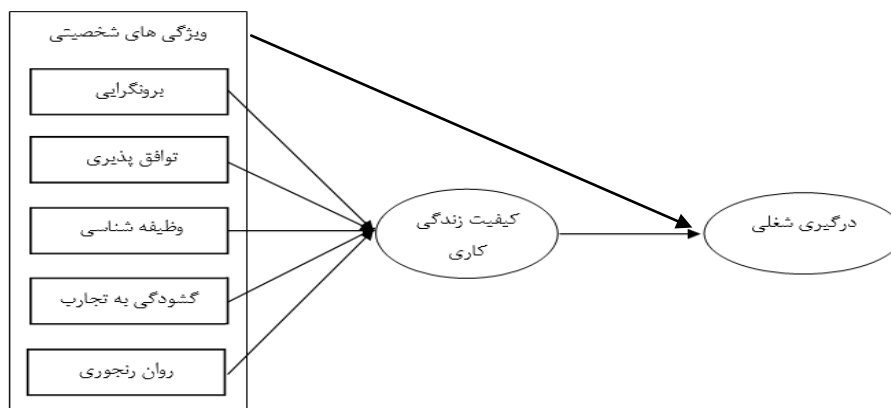 ویژگی های شخصیتی
برونگرایی
توافق پذیری
وظیفه شناسی
گشودگی به تجارب
روان رنجوری
کیفیت زندگی
کاری
درگیری شغلی